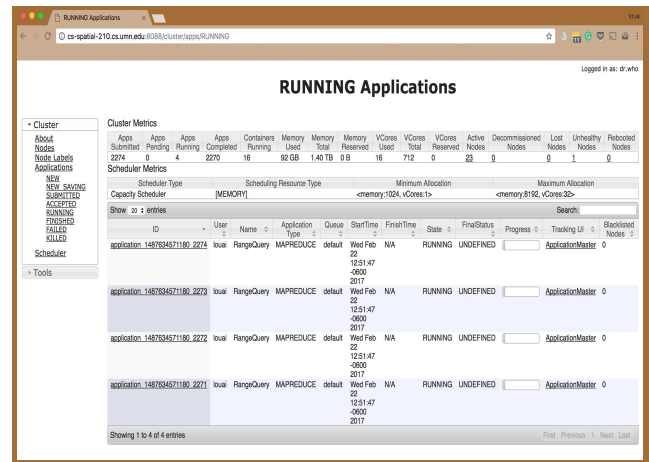 RUNNING Applications
louai
cs-spatial-210.cs.umn.edu:8088/cluster/apps/RUNNING
Logged in as: dr.who
RUNNING Applications
Cluster
About
Nodes
Node Labels
Applications
NEW
NEW_SAVING
SUBMITTED
ACCEPTED
RUNNING
FINISHED
FAILED
KILLED
Scheduler
Tools
Cluster Metrics
Apps Submitted Apps Pending Apps Running Apps Completed Containers Running Memory Used Memory Total Memory Reserved VCores Used VCores Total VCores Reserved Active Nodes Decommissioned Nodes Lost Nodes Unhealthy Nodes Rebooted Nodes
2274 0 4 2270 16 92 GB 1.40 TB 0 B 16 712 0 23 0 0 1 0
Scheduler Metrics
Scheduler Type Scheduling Resource Type Minimum Allocation Maximum Allocation
Capacity Scheduler [MEMORY] <memory:1024, vCores:1> <memory:8192, vCores:32>
Show 20 entries Search:
ID User Name Application Type Queue StartTime FinishTime State FinalStatus Progress Tracking UI Blacklisted Nodes
application_1487634571180_2274 louai RangeQuery MAPREDUCE default Wed Feb 22 12:51:47 -0600 2017 N/A RUNNING UNDEFINED ApplicationMaster 0
application_1487634571180_2273 louai RangeQuery MAPREDUCE default Wed Feb 22 12:51:47 -0600 2017 N/A RUNNING UNDEFINED ApplicationMaster 0
application_1487634571180_2272 louai RangeQuery MAPREDUCE default Wed Feb 22 12:51:47 -0600 2017 N/A RUNNING UNDEFINED ApplicationMaster 0
application_1487634571180_2271 louai RangeQuery MAPREDUCE default Wed Feb 22 12:51:47 -0600 2017 N/A RUNNING UNDEFINED ApplicationMaster 0
Showing 1 to 4 of 4 entries First Previous 1 Next Last